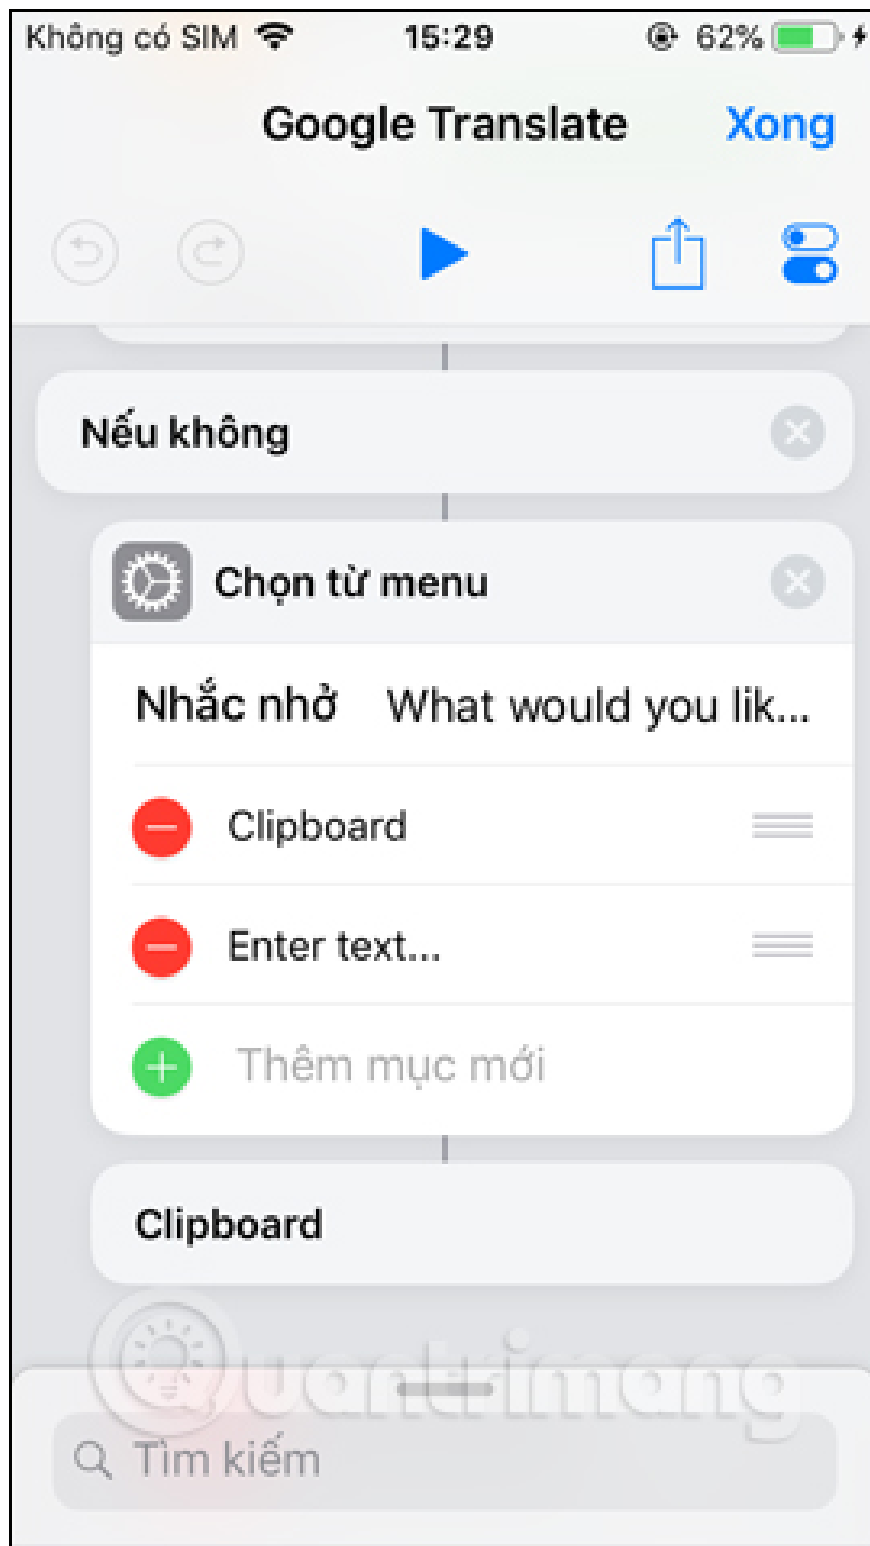 Không có SIM 15:29 62%
Google Translate Xong
Nếu không
Chọn từ menu
Nhắc nhở What would you lik...
Clipboard
Enter text...
Thêm mục mới
Clipboard
Quantrimang
Tìm kiếm